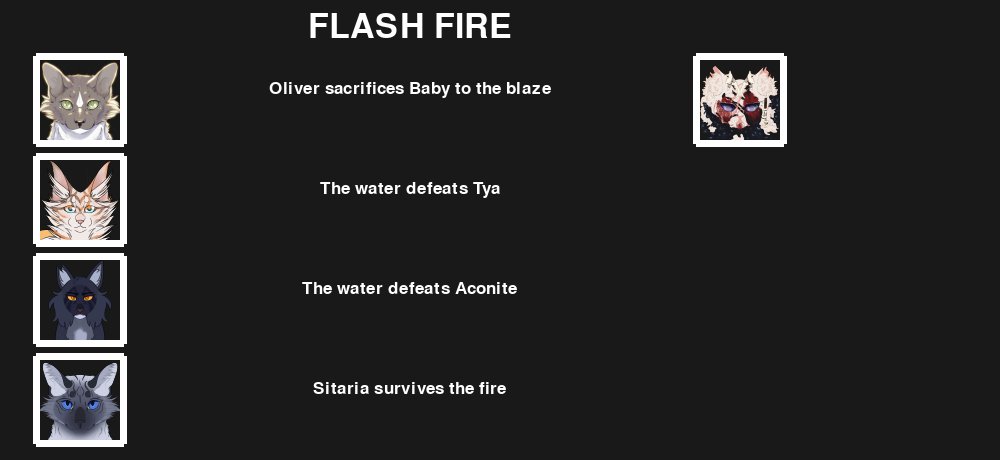 FLASH FIRE
Oliver sacrifices Baby to the blaze
The water defeats Tya
The water defeats Aconite
Sitaria survives the fire